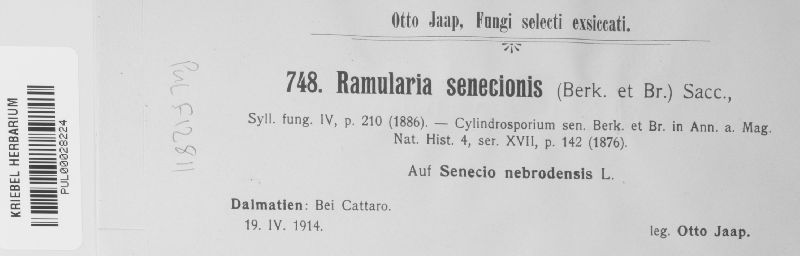 Otto Jaap, Fungi selecti exsiccati.
748. Ramularia senecionis (Berk. et Br.) Sacc.,
Syll. fung. IV, p. 210 (1886). — Cylindrosporium sen. Berk. et Br. in Ann. a. Mag.
Nat. Hist. 4, ser. XVII, p. 142 (1876).
Auf Senecio nebrodensis L.
Dalmatien: Bei Cattaro.
19. IV. 1914.
leg. Otto Jaap.
KRIEBEL HERBARIUM
PUL00028224
PUL F12811